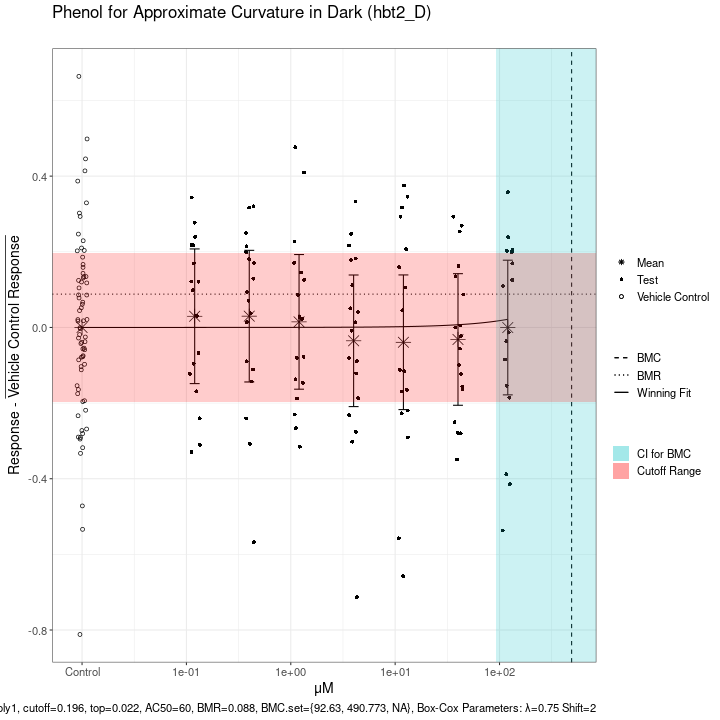 Phenol for Approximate Curvature in Dark (hbt2_D)
Response - Vehicle Control Response
0.4
0.0
-0.4
-0.8
Control
1e-01
1e+00
1e+01
1e+02
µM
Mean
Test
Vehicle Control
BMC
BMR
Winning Fit
CI for BMC
Cutoff Range
oly1, cutoff=0.196, top=0.022, AC50=60, BMR=0.088, BMC.set={92.63, 490.773, NA}, Box-Cox Parameters: λ=0.75 Shift=2